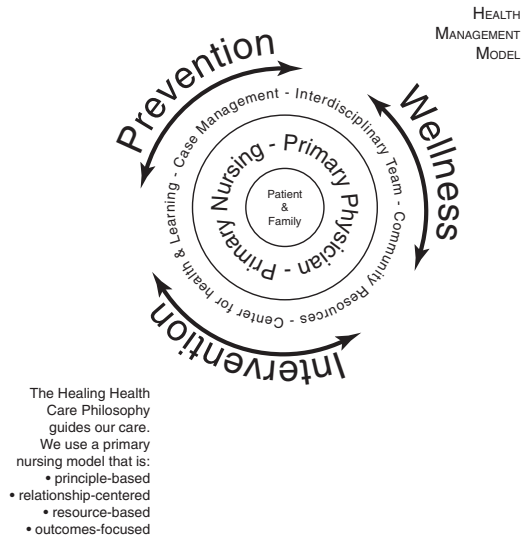 HEALTH
MANAGEMENT
MODEL
Prevention
Wellness
Intervention
Case Management - Interdisciplinary Team - Community Resources - Center for health & Learning -
Primary Nursing - Primary Physician -
Patient
&
Family
The Healing Health
Care Philosophy
guides our care.
We use a primary
nursing model that is:
• principle-based
• relationship-centered
• resource-based
• outcomes-focused